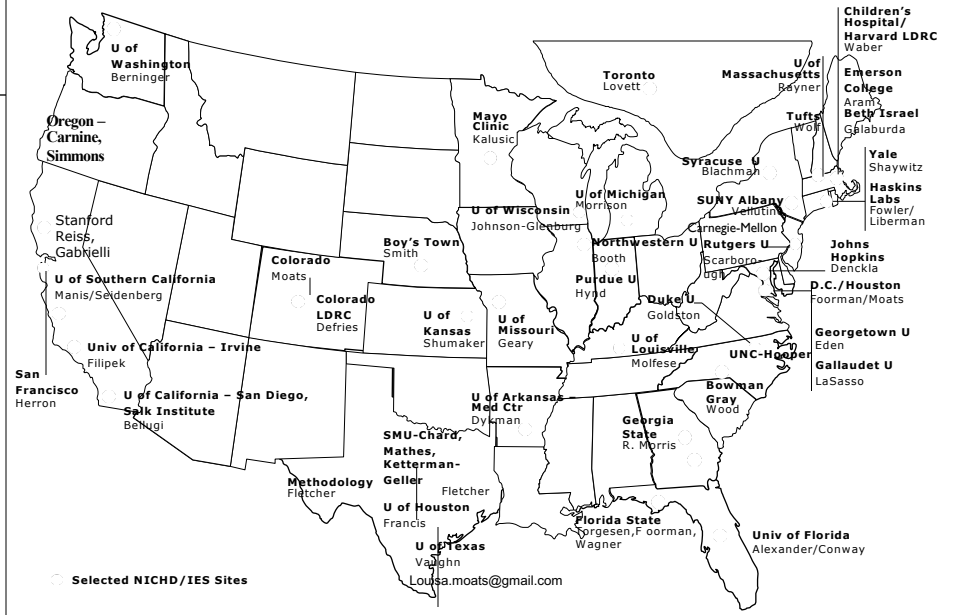 U of
Washington
Berninger
Oregon –
Carnine,
Simmons
Stanford
Reiss,
Gabrielli
U of Southern California
Manis/Seidenberg
Univ of California – Irvine
Filipek
San
Francisco
Herron
U of California – San Diego,
Salk Institute
Bellugi
Colorado
Moats
Colorado
LDRC
Defries
Boy's Town
Smith
U of
Kansas
Shumaker
Mayo
Clinic
Kalusic
U of Wisconsin
Johnson-Glenburg
U of
Missouri
Geary
U of Arkansas –
Med Ctr
Dykman
SMU-Chard,
Mathes,
Ketterman-
Geller
Methodology
Fletcher
Fletcher
U of Houston
Francis
U of Texas
Vaughn
Toronto
Lovett
U of Michigan
Morrison
Northwestern U
Booth
Purdue U
Hynd
Duke U
Goldston
U of
Louisville
Molfese
UNC-Hooper
Bowman
Gray
Wood
Georgia
State
R. Morris
Florida State
Torgesen,F oorman,
Wagner
Univ of Florida
Alexander/Conway
Syracuse U
Blachman
SUNY Albany
Vellutino
Carnegie-Mellon
Rutgers U
Scarboro-
ugh
U of
Massachusetts
Rayner
Tufts
Wolf
Children's
Hospital/
Harvard LDRC
Waber
Emerson
College
Aram
Beth Israel
Galaburda
Yale
Shaywitz
Haskins
Labs
Fowler/
Liberman
Johns
Hopkins
Denckla
D.C./Houston
Foorman/Moats
Georgetown U
Eden
Gallaudet U
LaSasso
Selected NICHD/IES Sites
Louisa.moats@gmail.com